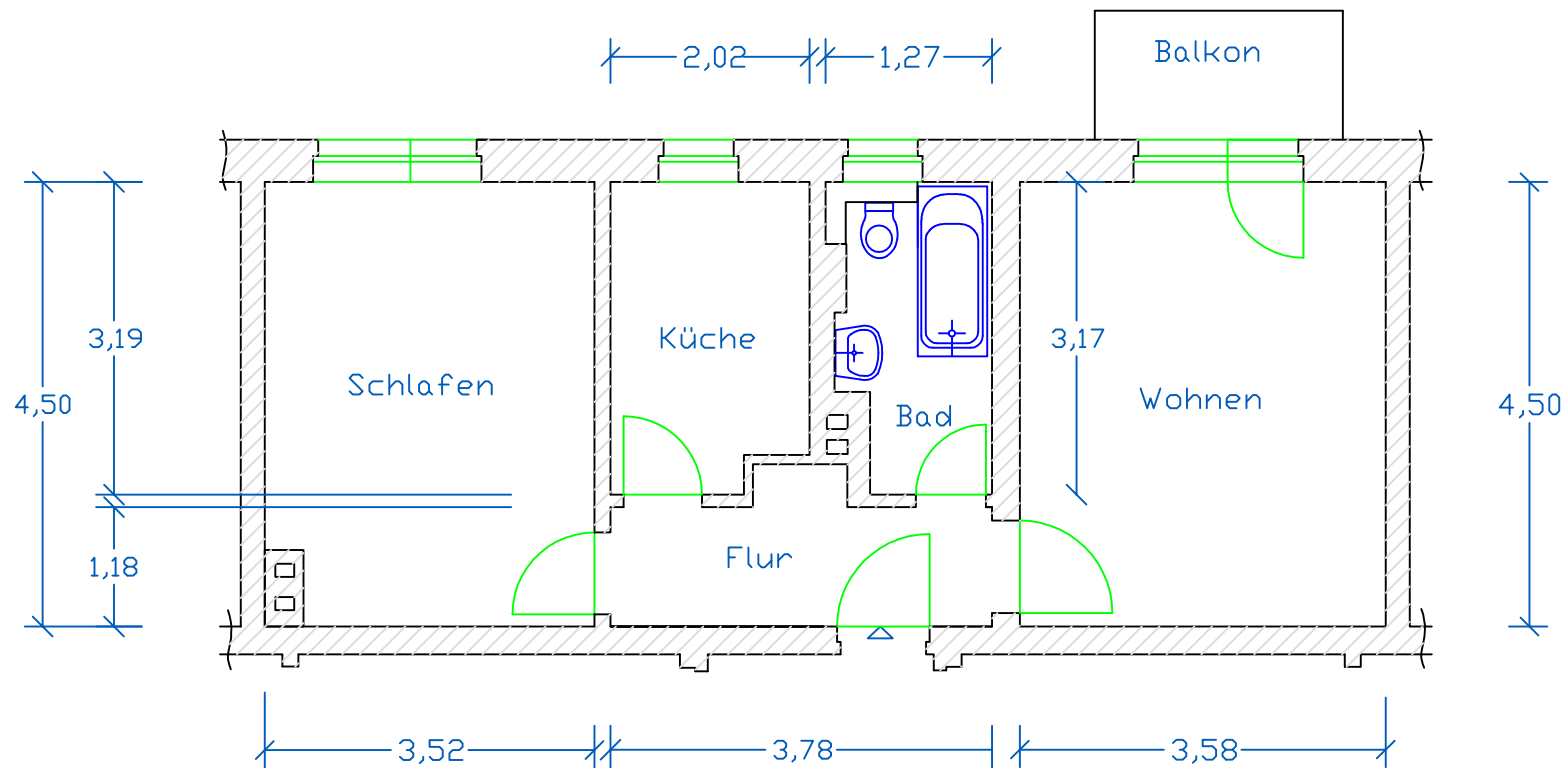 Balkon
2,02
1,27
3,19
Küche
3,17
4,50
Schlafen
Bad
Wohnen
4,50
1,18
Flur
3,52
3,78
3,58